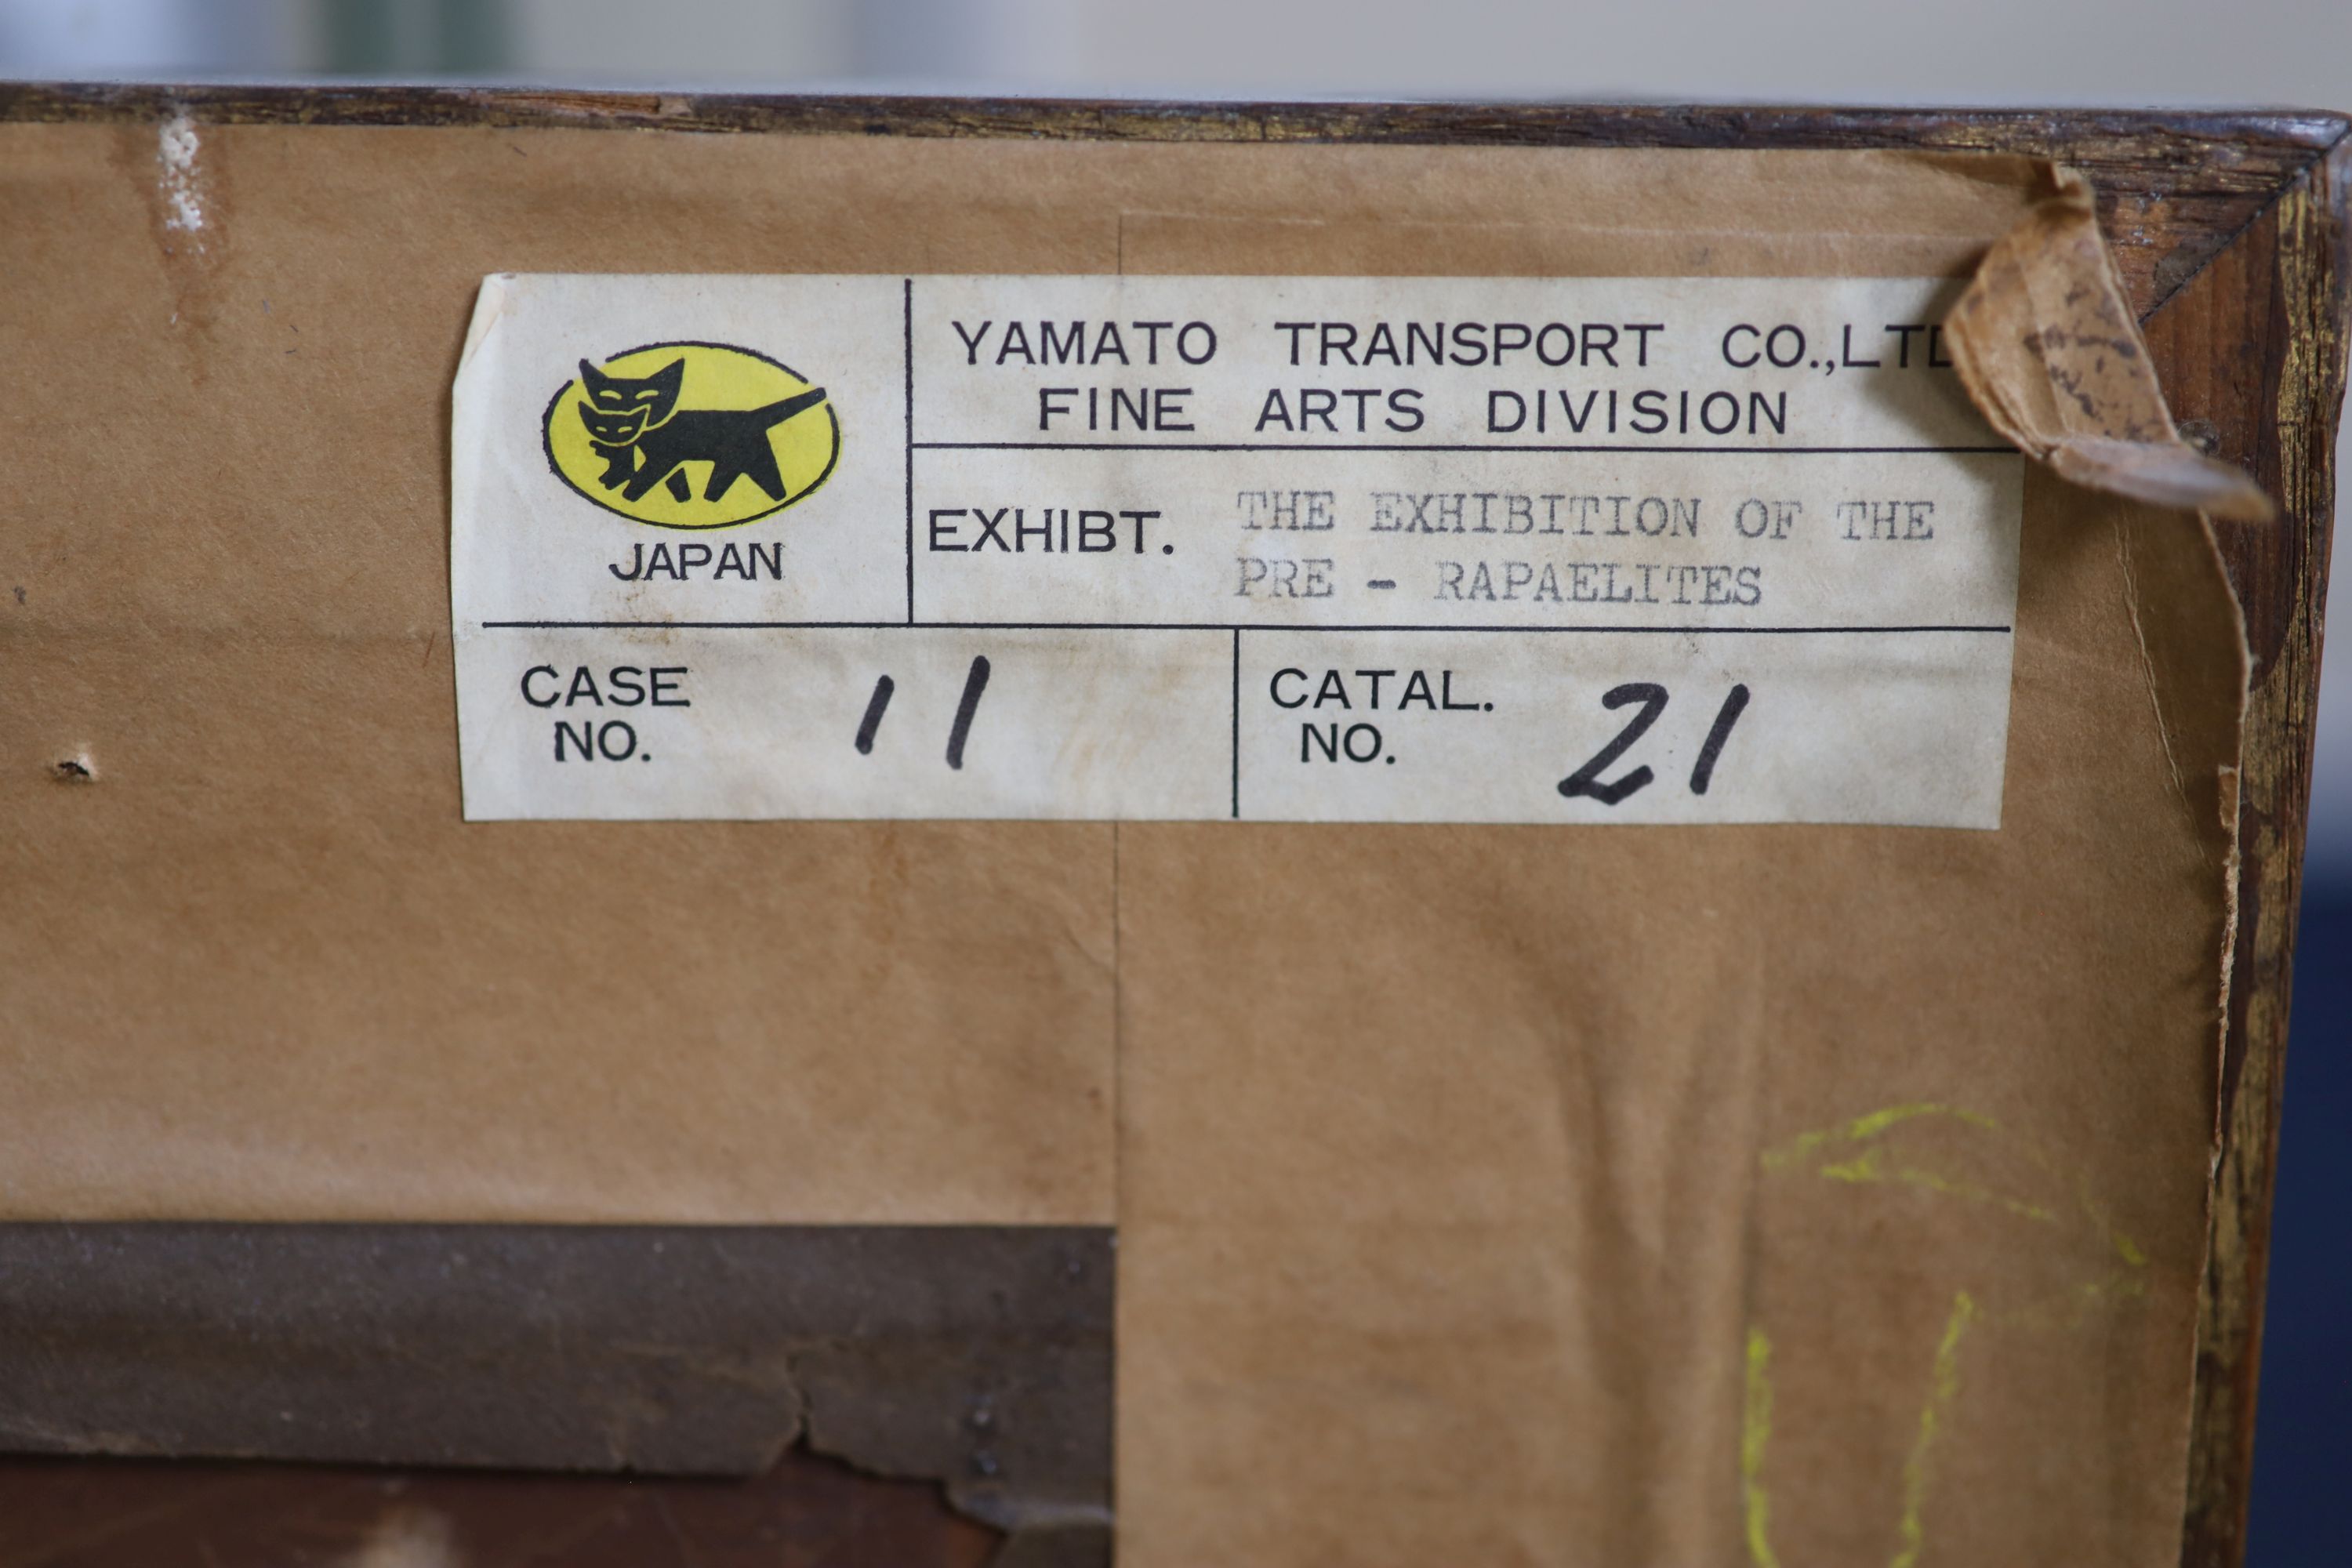 YAMATO TRANSPORT CO.,LTD
FINE ARTS DIVISION
JAPAN
EXHIBT. THE EXHIBITION OF THE
PRE - RAPAELITES
CASE NO. 11
CATAL. NO. 21